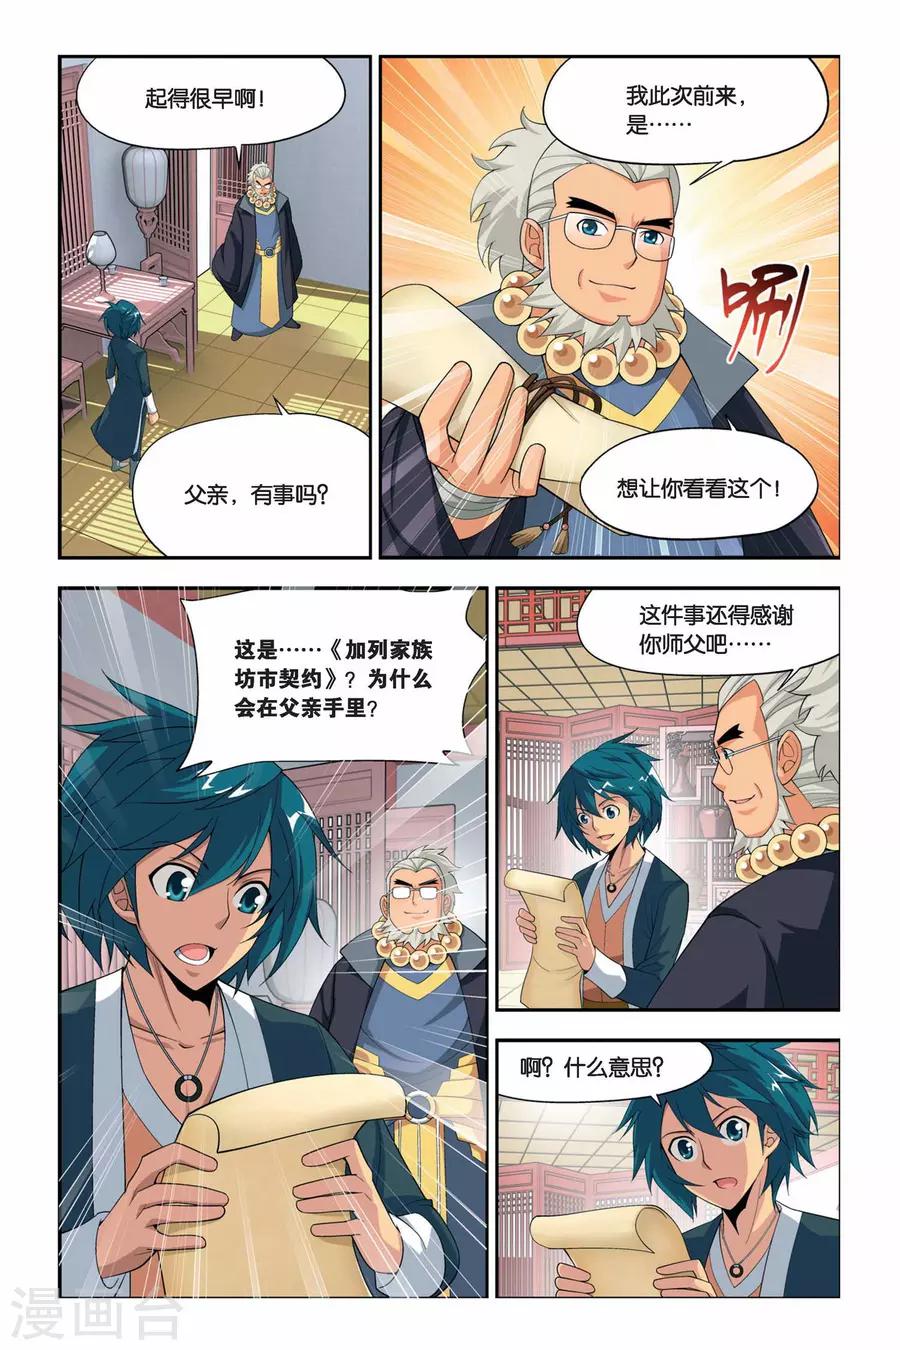 起得很早啊！
父亲，有事吗？
我此次前来，
是……
唰
想让你看看这个！
这是……《加列家族
坊市契约》？为什么
会在父亲手里？
这件事还得感谢
你师父吧……
啊？什么意思？
漫画台